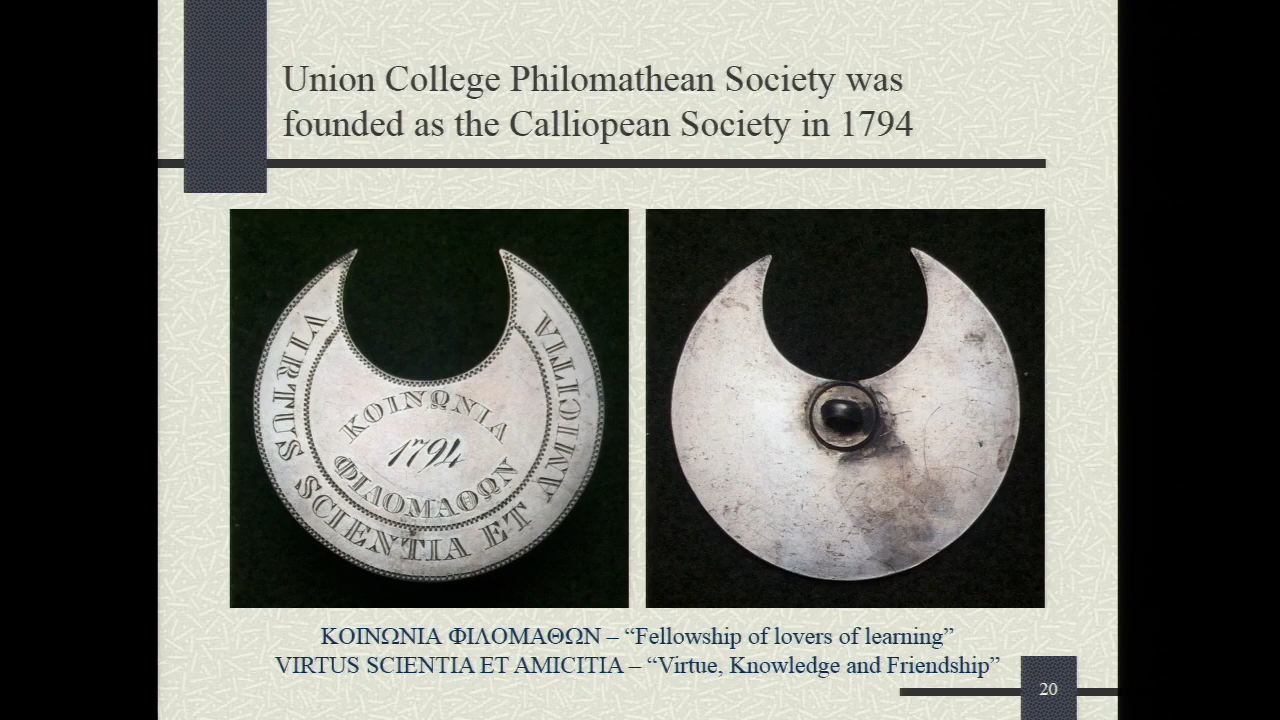 Union College Philomathean Society was
founded as the Calliopean Society in 1794
VIRTUS SCIENTIA ET AMICITIA
ΚΟΙΝΩΝΙΑ
1794
ΦΙΛΟΜΑΘΩΝ
ΚΟΙΝΩΝΙΑ ΦΙΛΟΜΑΘΩΝ – “Fellowship of lovers of learning”
VIRTUS SCIENTIA ET AMICITIA – “Virtue, Knowledge and Friendship”
20